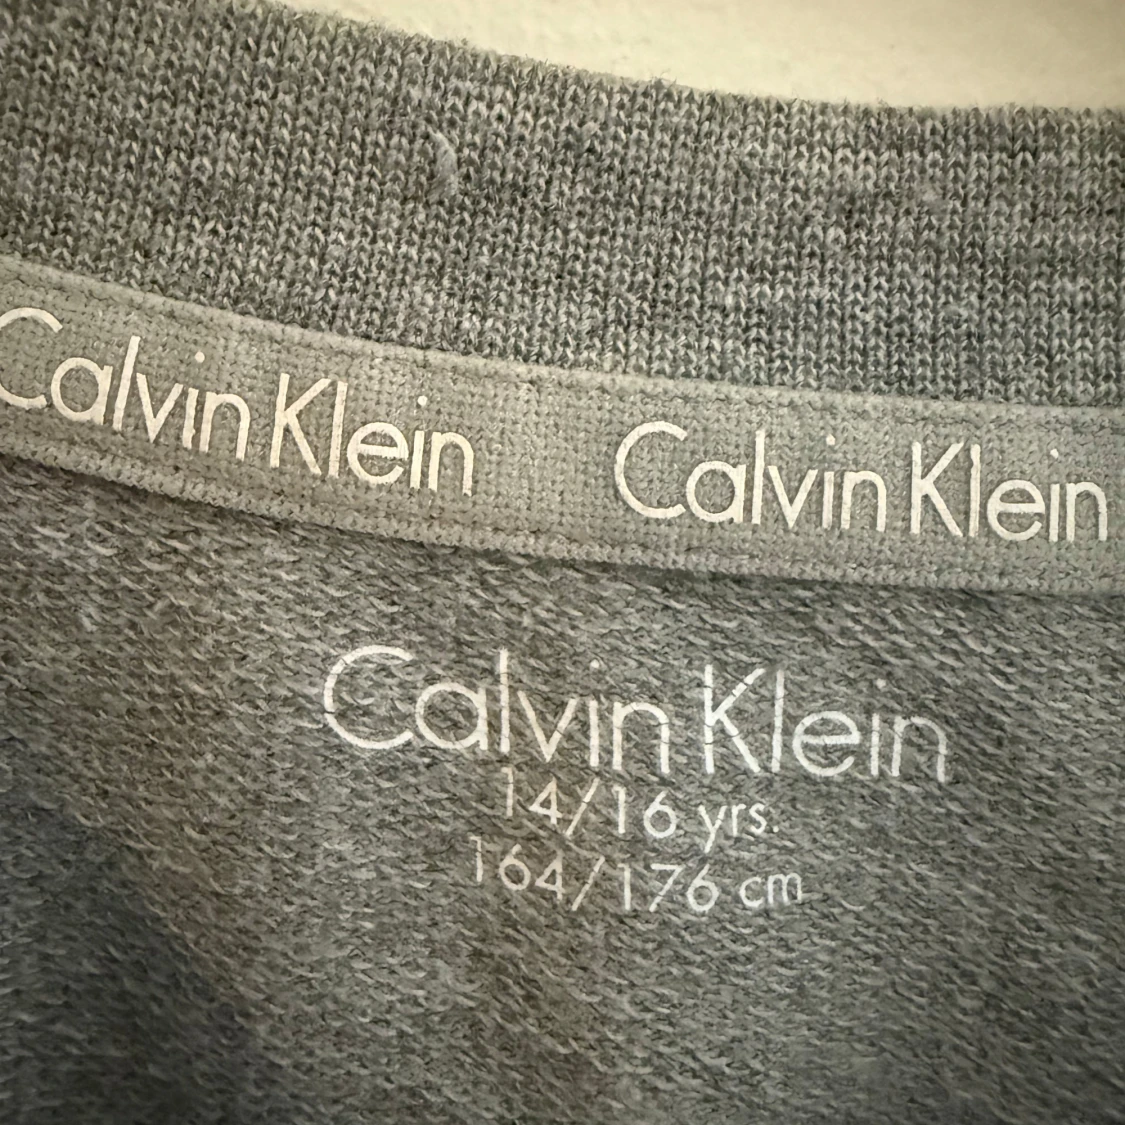 Calvin Klein Calvin Klein
Calvin Klein
14/16 yrs.
164/176 cm